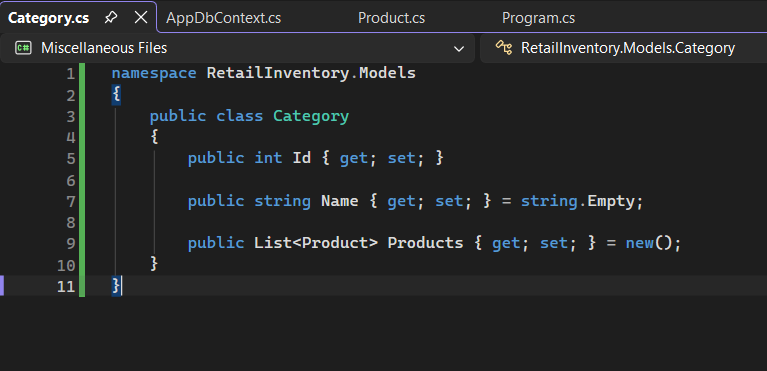 Category.cs AppDbContext.cs Product.cs Program.cs
C# Miscellaneous Files RetailInventory.Models.Category
1 namespace RetailInventory.Models
2 {
3     public class Category
4     {
5         public int Id { get; set; }
6
7         public string Name { get; set; } = string.Empty;
8
9         public List<Product> Products { get; set; } = new();
10     }
11 }